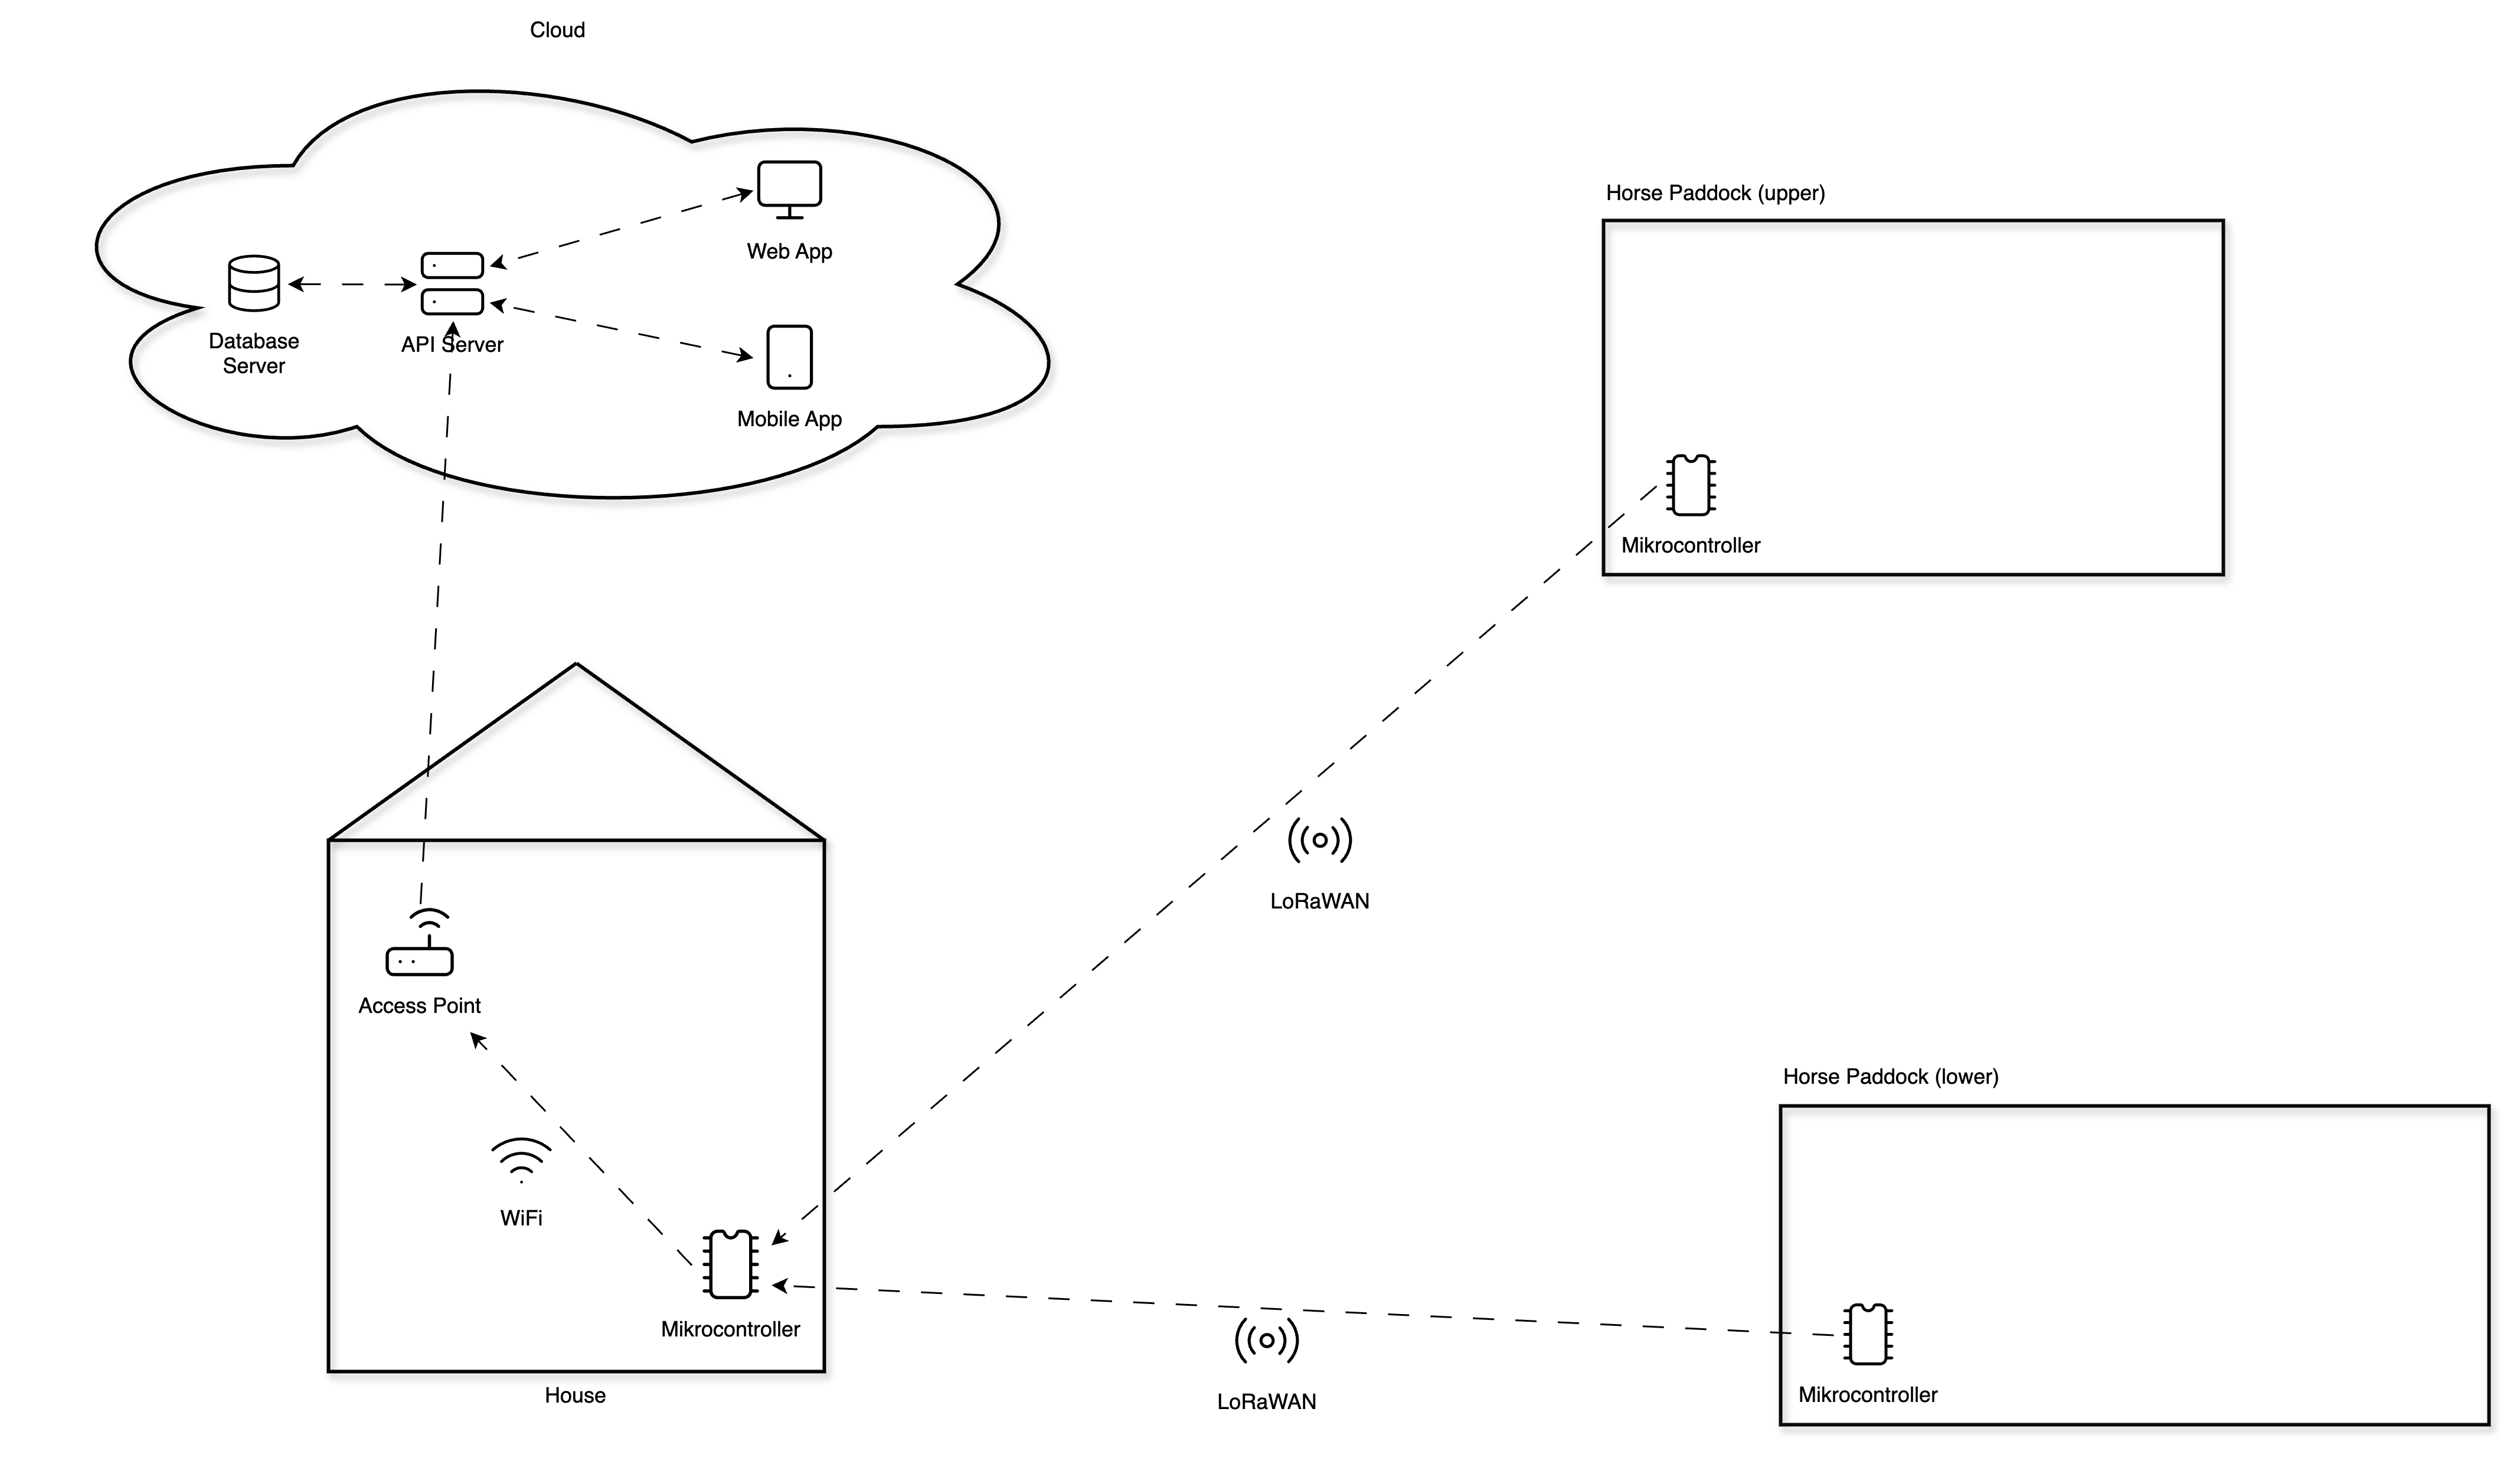 Cloud
Web App
Database
Server
API Server
Mobile App
Horse Paddock (upper)
Mikrocontroller
LoRaWAN
Access Point
WiFi
Mikrocontroller
House
LoRaWAN
Horse Paddock (lower)
Mikrocontroller